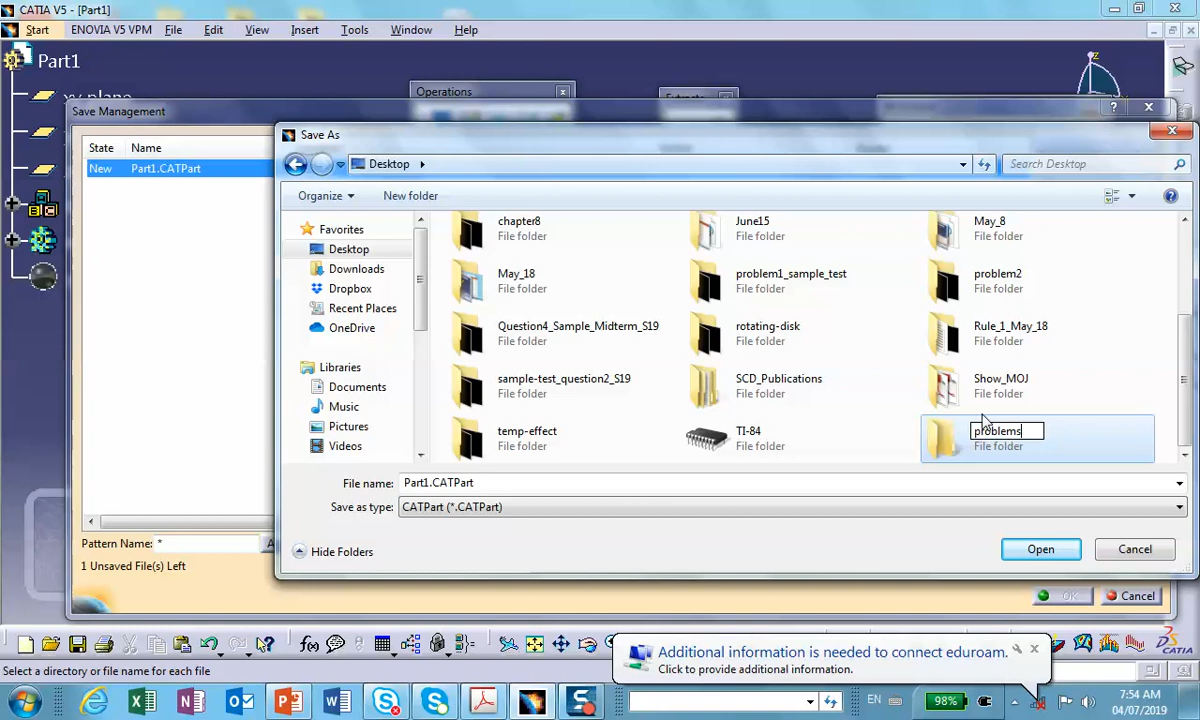 CATIA V5 - [Part1]
Start ENOVIA V5 VPM File Edit View Insert Tools Window Help
Part1
xy plane
Operations
Save Management
State Name
New Part1.CATPart
Save As
Desktop
Search Desktop
Organize New folder
Favorites
Desktop
Downloads
Dropbox
Recent Places
OneDrive
Libraries
Documents
Music
Pictures
Videos
chapter8
File folder
June15
File folder
May_8
File folder
May_18
File folder
problem1_sample_test
File folder
problem2
File folder
Question4_Sample_Midterm_S19
File folder
rotating-disk
File folder
Rule_1_May_18
File folder
sample-test_question2_S19
File folder
SCD_Publications
File folder
Show_MOJ
File folder
temp-effect
File folder
TI-84
File folder
problems
File folder
File name: Part1.CATPart
Save as type: CATPart (*.CATPart)
Hide Folders
Open Cancel
Pattern Name: *
1 Unsaved File(s) Left
OK Cancel
Select a directory or file name for each file
Additional information is needed to connect eduroam.
Click to provide additional information.
CATIA
EN
98%
7:54 AM
04/07/2019